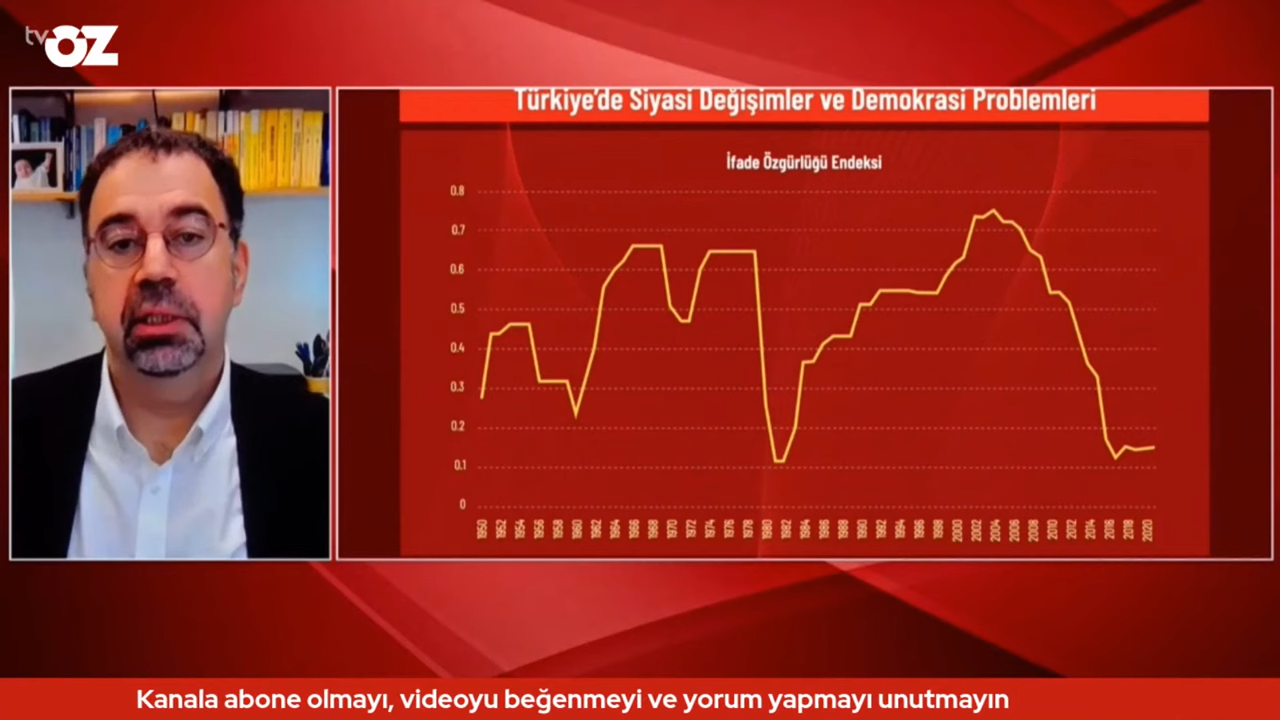 tv ÖZ
Türkiye'de Siyasi Değişimler ve Demokrasi Problemleri
İfade Özgürlüğü Endeksi
0.8
0.7
0.6
0.5
0.4
0.3
0.2
0.1
0
1950 1952 1954 1956 1958 1960 1962 1964 1966 1968 1970 1972 1974 1976 1978 1980 1982 1984 1986 1988 1990 1992 1994 1996 1998 2000 2002 2004 2006 2008 2010 2012 2014 2016 2018 2020
Kanala abone olmayı, videoyu beğenmeyi ve yorum yapmayı unutmayın